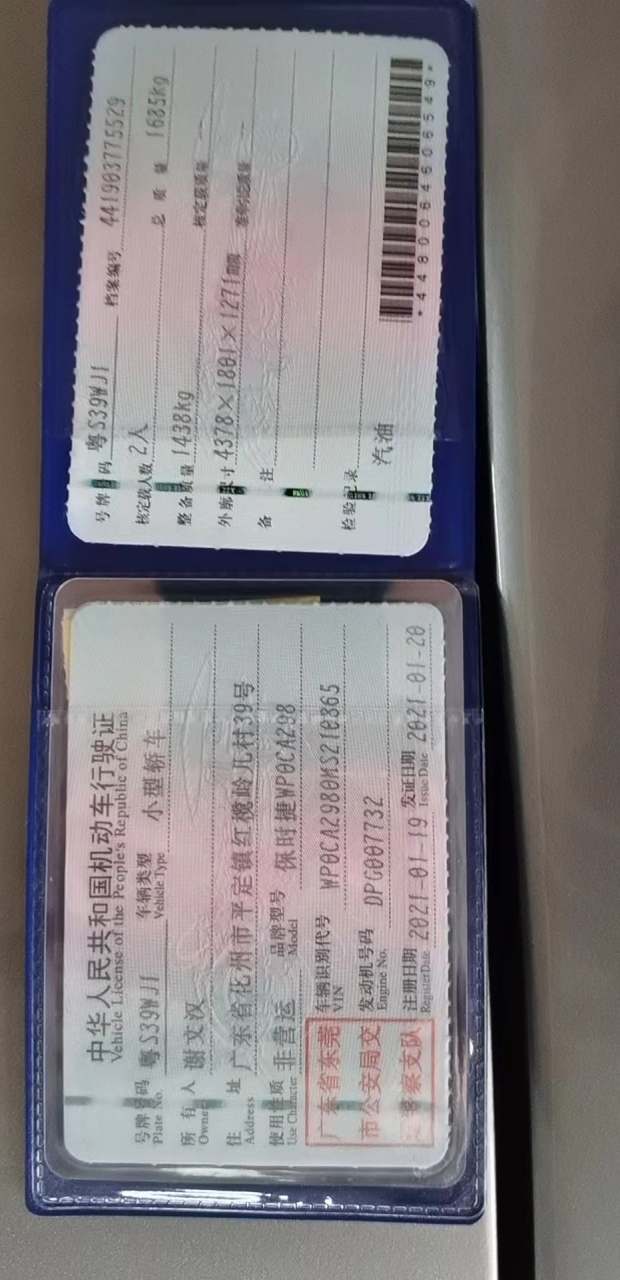 中华人民共和国机动车行驶证
Vehicle License of the People's Republic of China
号牌号码 粤S39WJ1 车辆类型 小型轿车
Plate No. Vehicle Type
所有人 谢文汉
Owner
住址 广东省化州市平定镇红榄岭儿村39号
Address
使用性质 非营运 品牌型号 保时捷WP0CA298
Use Character Model
广东省东莞
市公安局交
警察支队
车辆识别代号 WP0CA2980MS210865
VIN
发动机号码 DPG007732
Engine No.
注册日期 2021-01-19 发证日期 2021-01-20
Register Date Issue Date
号牌号码 粤S39WJ1 档案编号 441903775529
核定载人数 2人 总质量 1685kg
整备质量 1438kg 核定载质量 --
外廓尺寸 4378×1801×1271mm 准牵引总质量 --
备注
检验记录
汽油
*4480064606549*